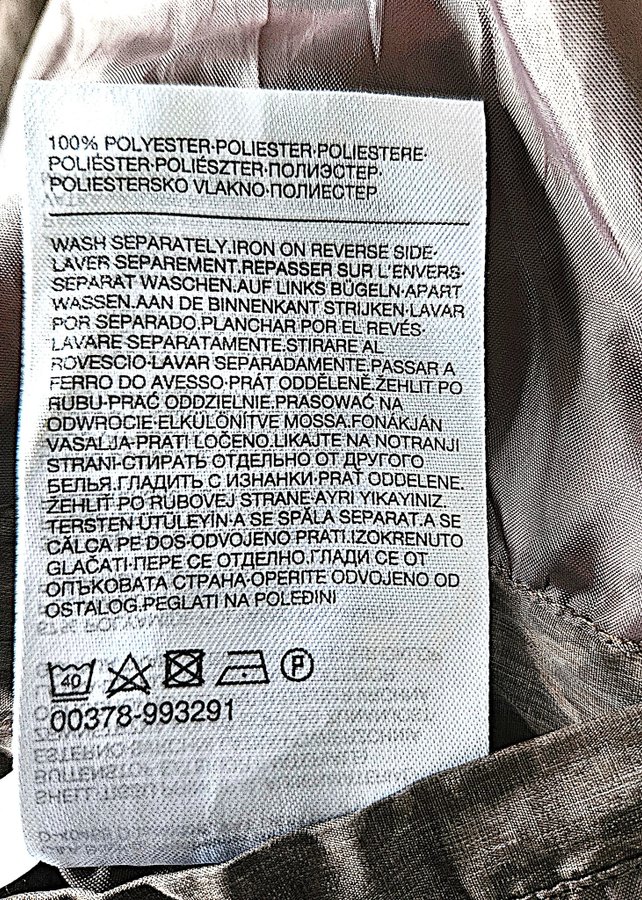 100% POLYESTER·POLIESTER·POLIESTERE·
POLIÉSTER·POLIÉSZTER·ПОЛИЭСТЕР·
POLIESTERSKO VLAKNO·ПОЛИЕСТЕР
WASH SEPARATELY.IRON ON REVERSE SIDE·
LAVER SEPAREMENT.REPASSER SUR L'ENVERS·
SEPARAT WASCHEN.AUF LINKS BÜGELN·APART
WASSEN.AAN DE BINNENKANT STRIJKEN·LAVAR
POR SEPARADO.PLANCHAR POR EL REVÉS·
LAVARE SEPARATAMENTE.STIRARE AL
ROVESCIO·LAVAR SEPARADAMENTE.PASSAR A
FERRO DO AVESSO·PRÁT ODDĚLENĚ.ŽEHLIT PO
RUBU·PRAĆ ODDZIELNIE.PRASOWAĆ NA
ODWROCIE·ELKÜLÖNÍTVE MOSSA.FONÁKJÁN
VASALJA·PRATI LOČENO.LIKAJTE NA NOTRANJI
STRANI·СТИРАТЬ ОТДЕЛЬНО ОТ ДРУГОГО
БЕЛЬЯ.ГЛАДИТЬ С ИЗНАНКИ·PRAŤ ODDELENE.
ŽEHLIŤ PO RUBOVEJ STRANE·AYRI YIKAYINIZ.
TERSTEN ÜTÜLEYİN·A SE SPĂLA SEPARAT.A SE
CĂLCA PE DOS·ODVOJENO PRATI.IZOKRENUTO
GLAČATI·ПЕРЕ СЕ ОТДЕЛНО.ГЛАДИ СЕ ОТ
ОПЪКОВАТА СТРАНА·OPERITE ODVOJENO OD
OSTALOG.PEGLATI NA POLEĐINI
40 P
00378-993291